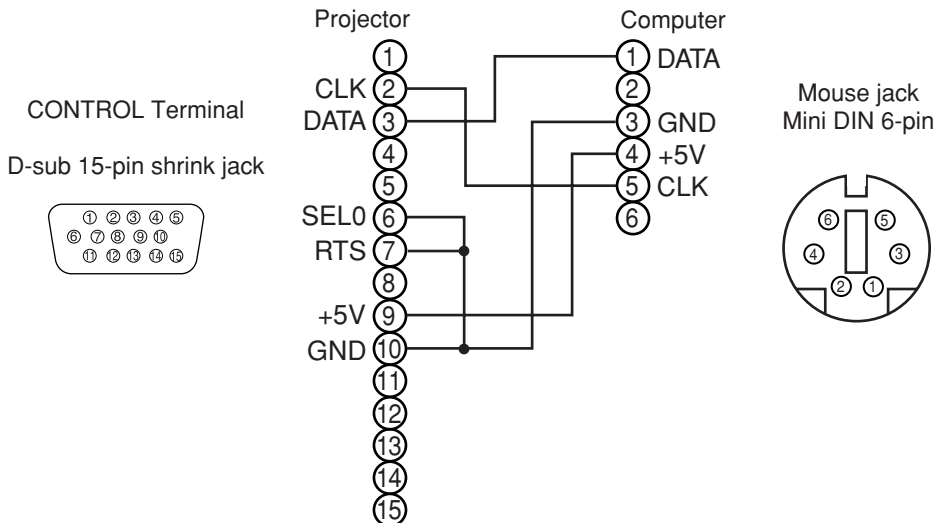 Projector
Computer
CONTROL Terminal
D-sub 15-pin shrink jack
① ② ③ ④ ⑤
⑥ ⑦ ⑧ ⑨ ⑩
⑪ ⑫ ⑬ ⑭ ⑮
1
CLK 2
DATA 3
4
5
SEL0 6
RTS 7
8
+5V 9
GND 10
11
12
13
14
15
1 DATA
2
3 GND
4 +5V
5 CLK
6
Mouse jack
Mini DIN 6-pin
6 5
4 3
2 1